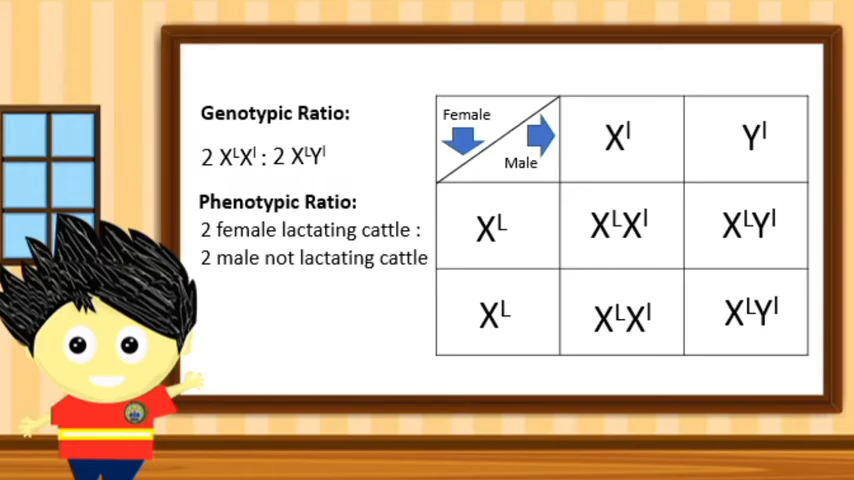 Genotypic Ratio:
2 XᴸXˡ : 2 XᴸYˡ
Phenotypic Ratio:
2 female lactating cattle :
2 male not lactating cattle
Female
Male
Xˡ
Yˡ
Xᴸ
XᴸXˡ
XᴸYˡ
Xᴸ
XᴸXˡ
XᴸYˡ